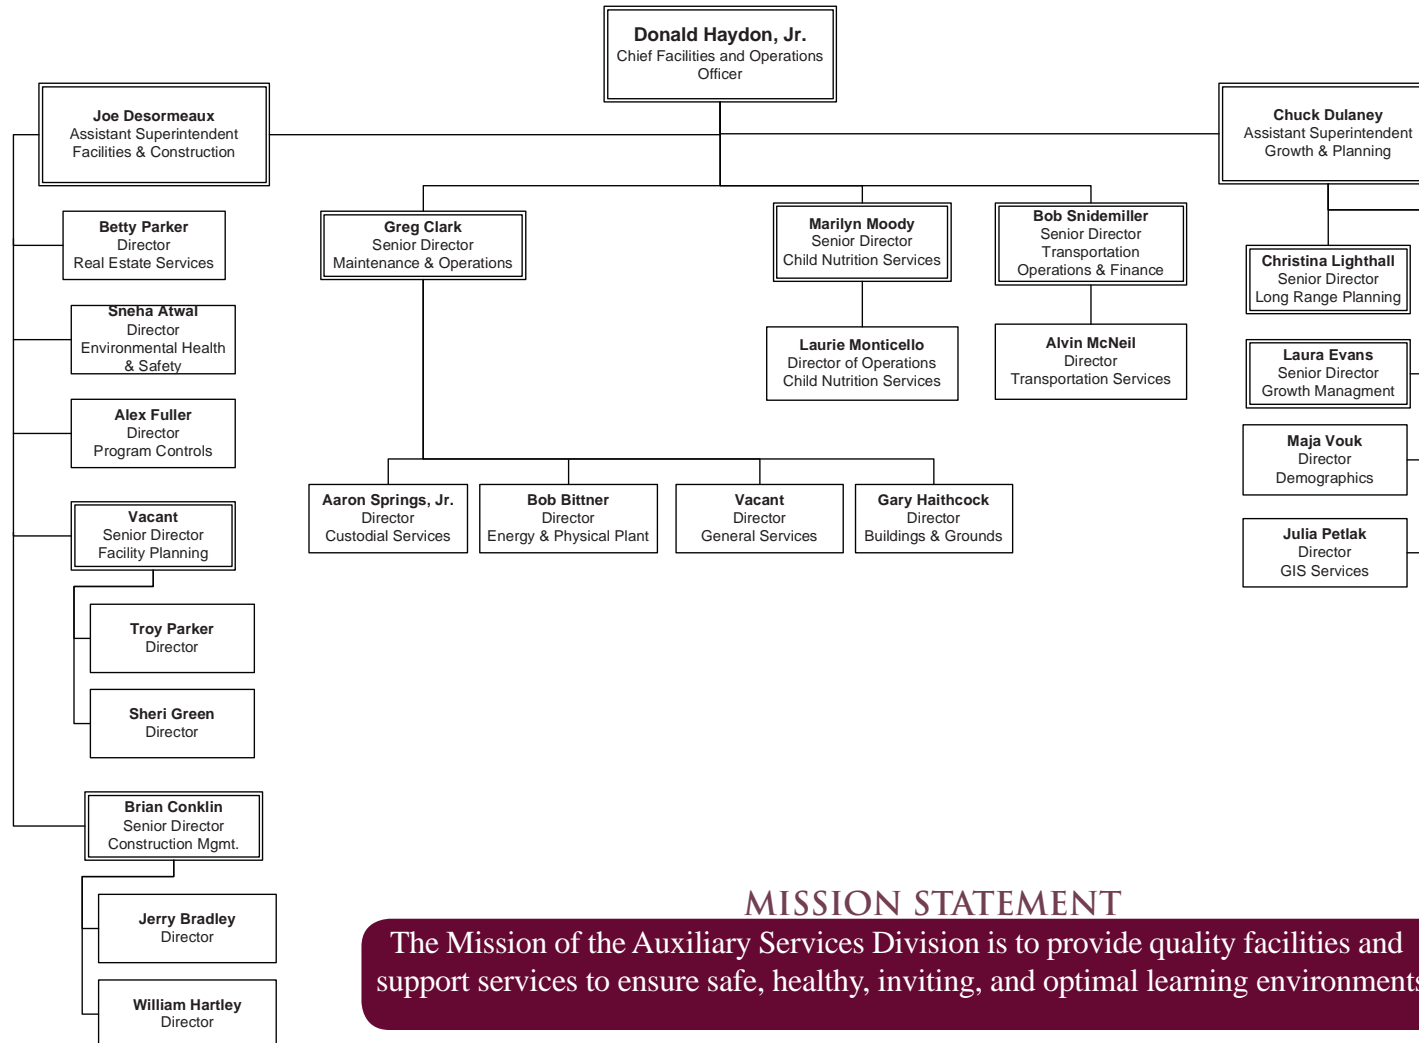 Donald Haydon, Jr.
Chief Facilities and Operations
Officer
Joe Desormeaux
Assistant Superintendent
Facilities & Construction
Chuck Dulaney
Assistant Superintendent
Growth & Planning
Betty Parker
Director
Real Estate Services
Greg Clark
Senior Director
Maintenance & Operations
Marilyn Moody
Senior Director
Child Nutrition Services
Bob Snidemiller
Senior Director
Transportation
Operations & Finance
Christina Lighthall
Senior Director
Long Range Planning
Sneha Atwal
Director
Environmental Health
& Safety
Laurie Monticello
Director of Operations
Child Nutrition Services
Alvin McNeil
Director
Transportation Services
Laura Evans
Senior Director
Growth Managment
Alex Fuller
Director
Program Controls
Maja Vouk
Director
Demographics
Aaron Springs, Jr.
Director
Custodial Services
Bob Bittner
Director
Energy & Physical Plant
Vacant
Director
General Services
Gary Haithcock
Director
Buildings & Grounds
Vacant
Senior Director
Facility Planning
Julia Petlak
Director
GIS Services
Troy Parker
Director
Sheri Green
Director
Brian Conklin
Senior Director
Construction Mgmt.
Jerry Bradley
Director
William Hartley
Director
MISSION STATEMENT
The Mission of the Auxiliary Services Division is to provide quality facilities and
support services to ensure safe, healthy, inviting, and optimal learning environments